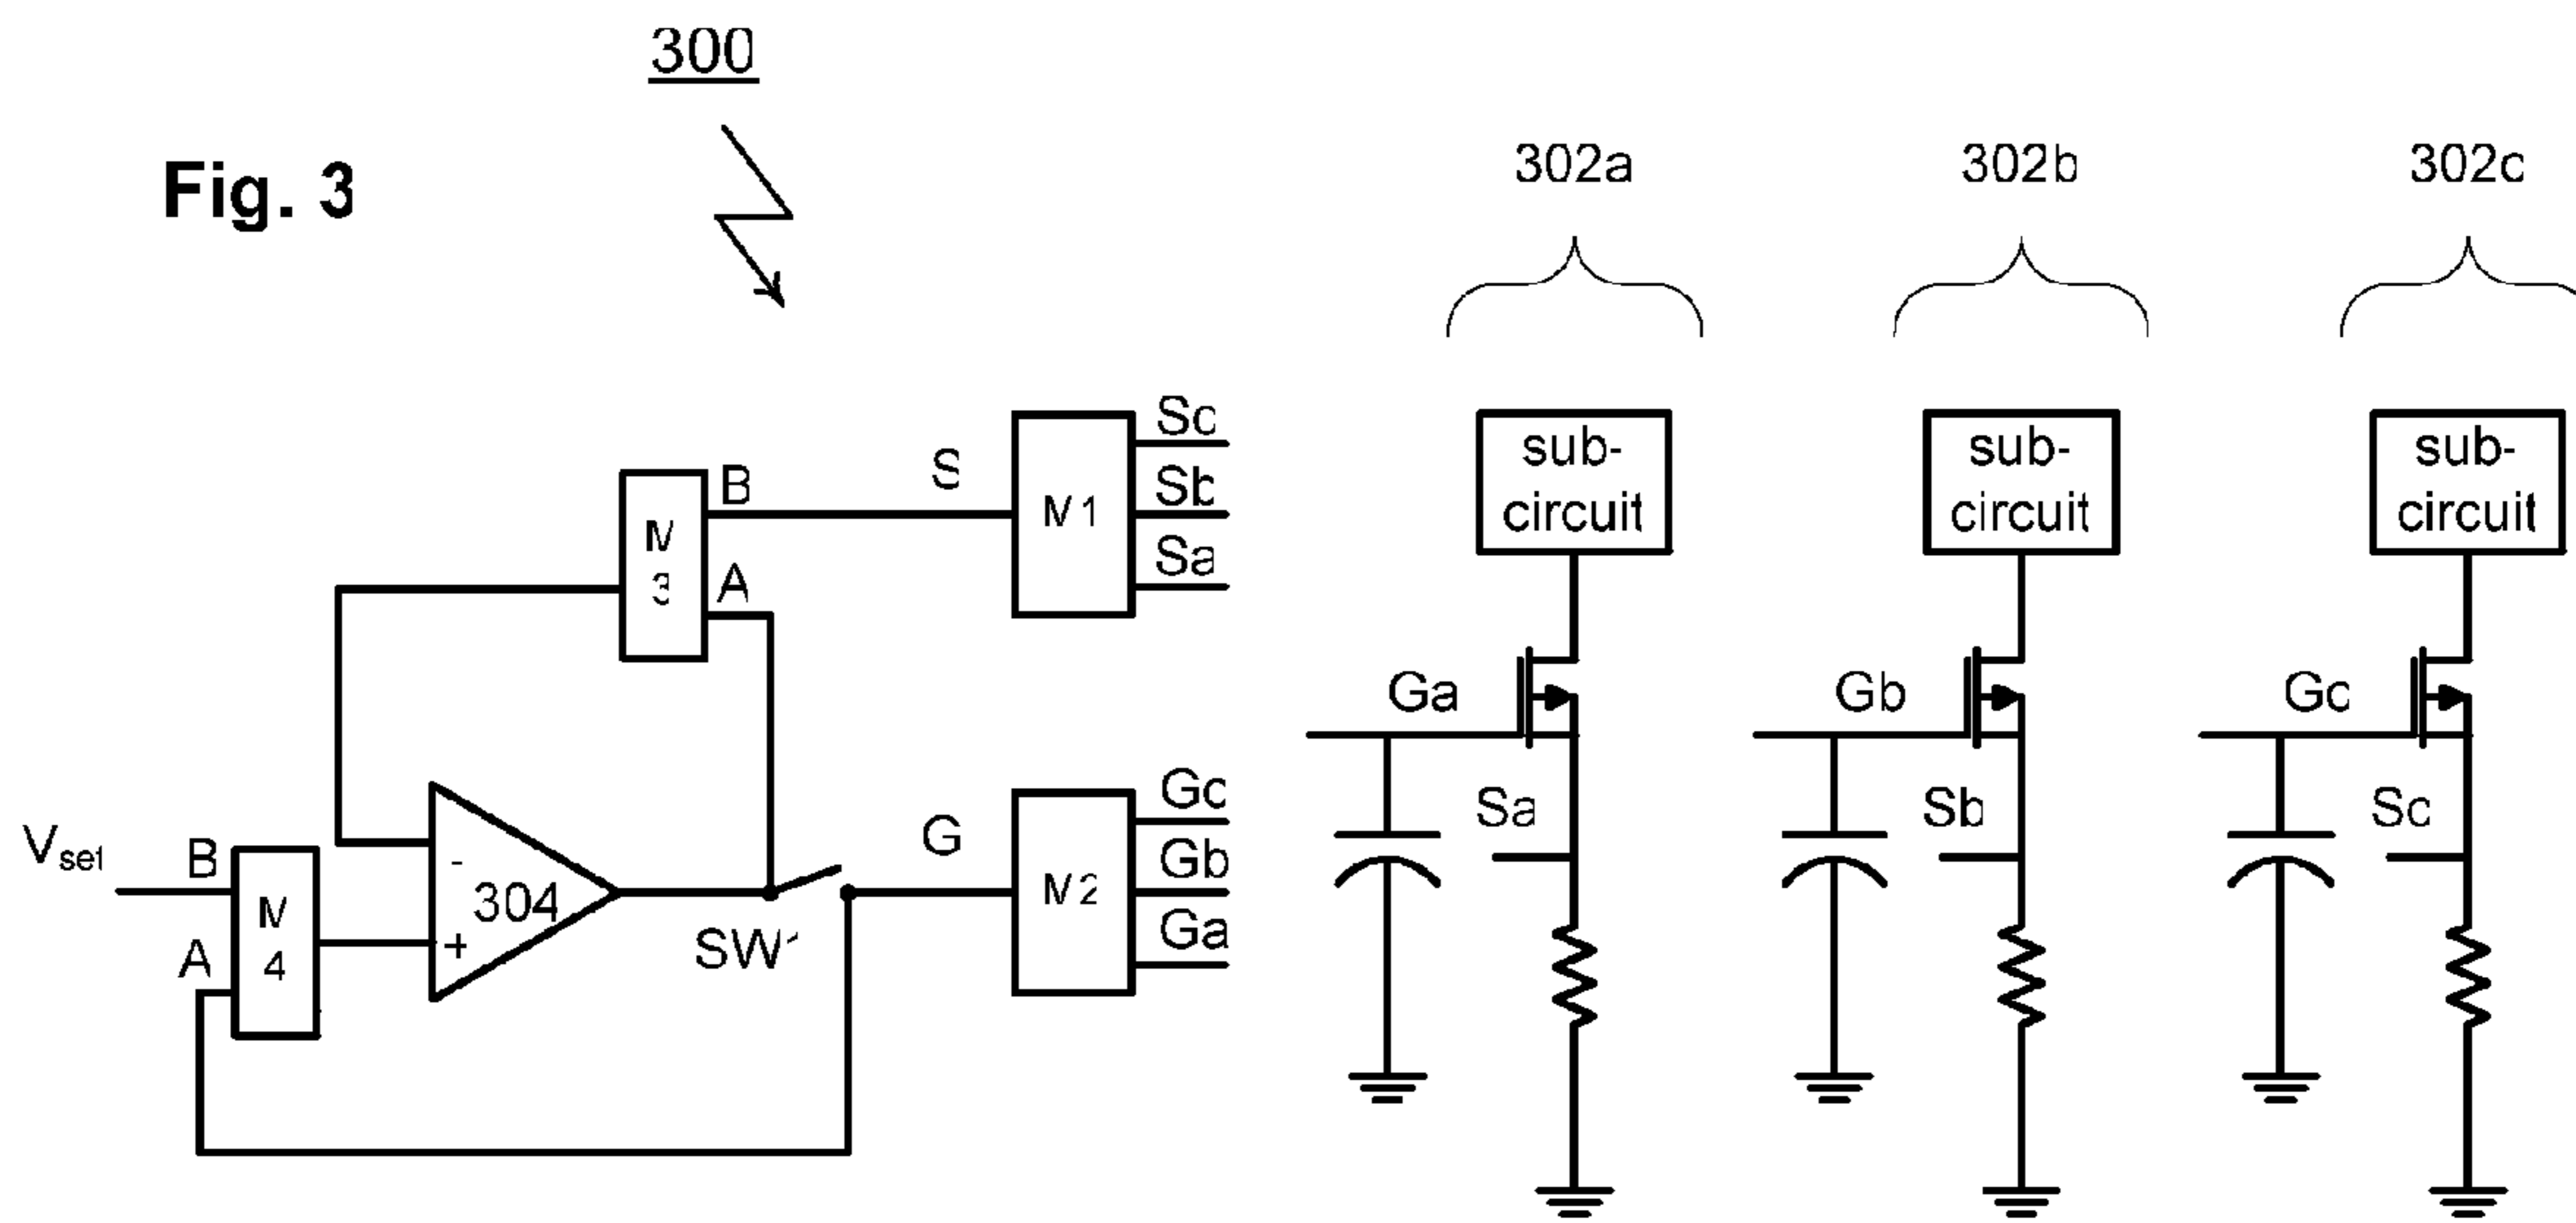 300
Fig. 3
302a
302b
302c
Sc
Sb
Sa
S
M1
B
A
M
3
sub-
circuit
sub-
circuit
sub-
circuit
Ga
Gb
Gc
Sa
Sb
Sc
Vset
B
A
M
4
-
+
304
SW1
G
M2
Gc
Gb
Ga